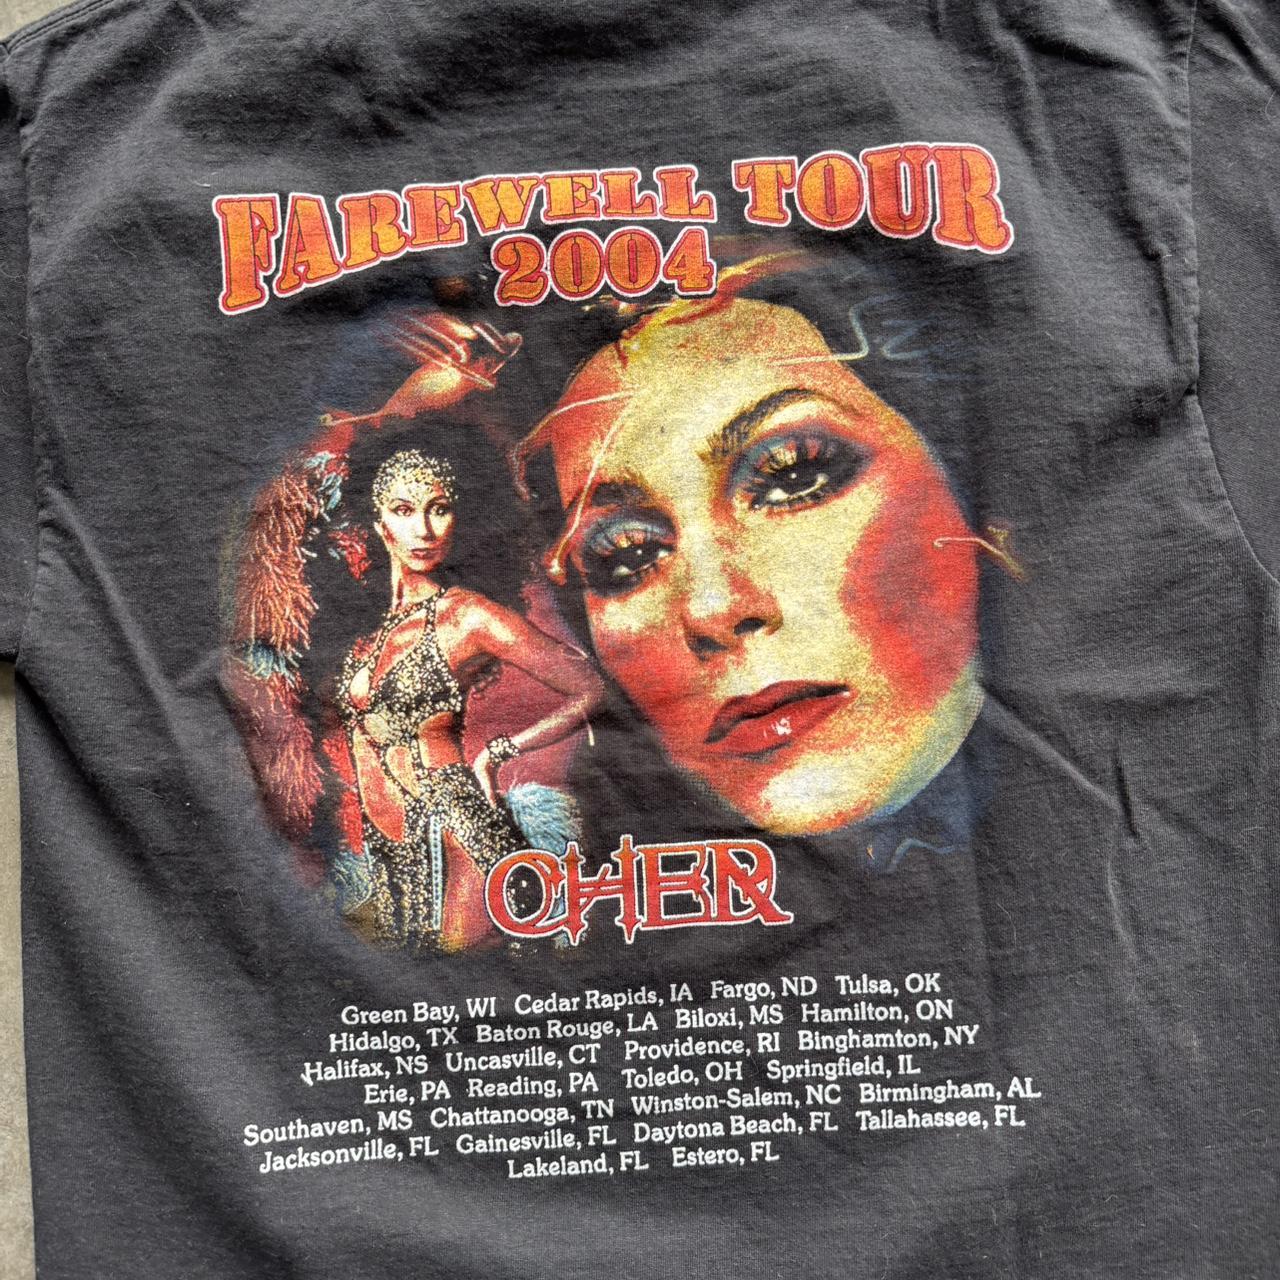 FAREWELL TOUR
2004
CHER
Green Bay, WI Cedar Rapids, IA Fargo, ND Tulsa, OK
Hidalgo, TX Baton Rouge, LA Biloxi, MS Hamilton, ON
Halifax, NS Uncasville, CT Providence, RI Binghamton, NY
Erie, PA Reading, PA Toledo, OH Springfield, IL
Southaven, MS Chattanooga, TN Winston-Salem, NC Birmingham, AL
Jacksonville, FL Gainesville, FL Daytona Beach, FL Tallahassee, FL
Lakeland, FL Estero, FL